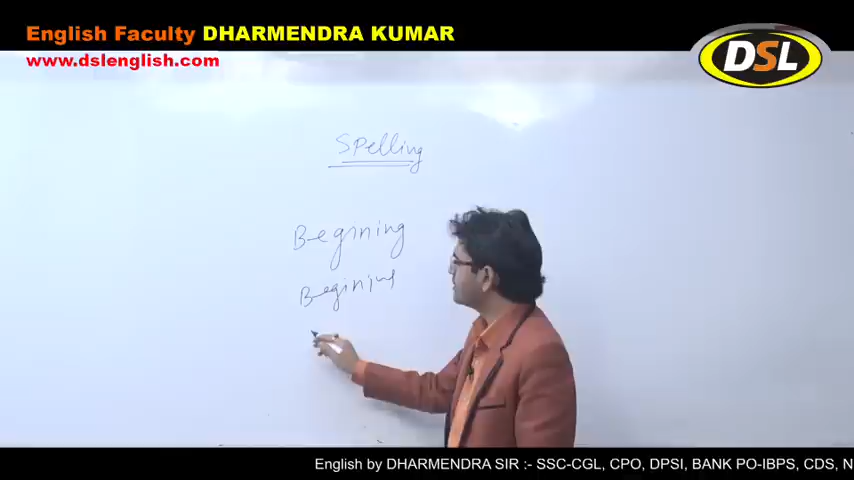 English Faculty DHARMENDRA KUMAR
www.dslenglish.com
DSL
Spelling
Begining
Begining
English by DHARMENDRA SIR :- SSC-CGL, CPO, DPSI, BANK PO-IBPS, CDS, N